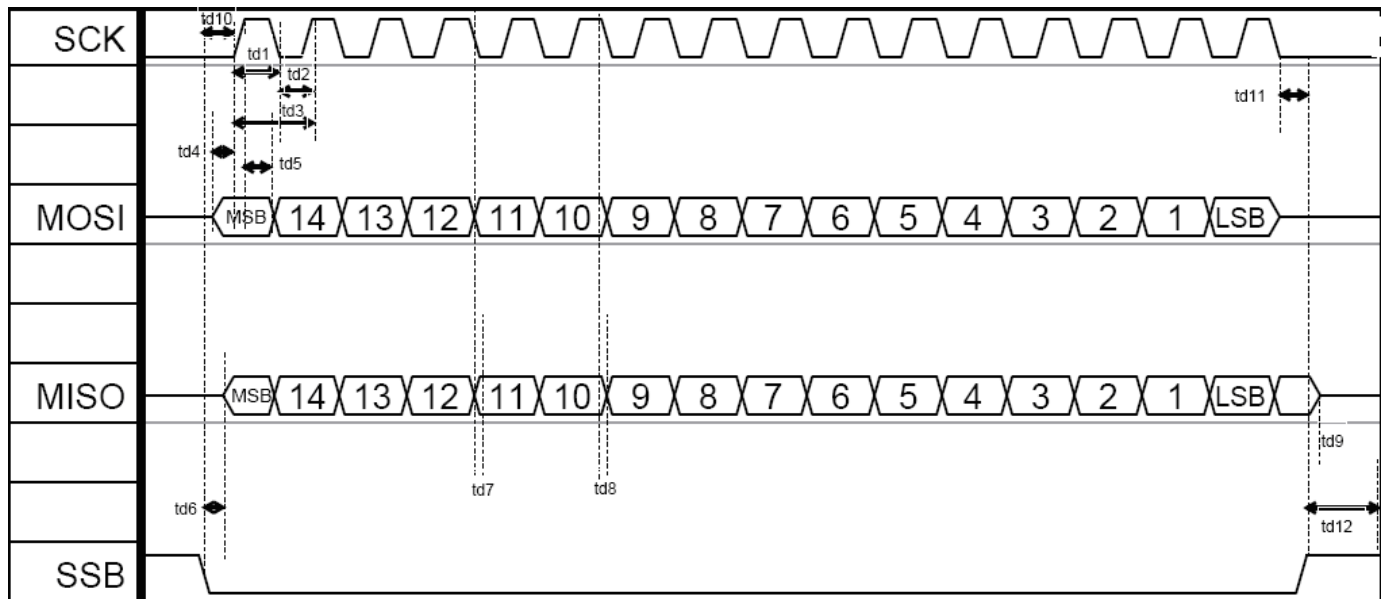 td10
SCK
td1
td2
td3
td11
td4
td5
MOSI MSB 14 13 12 11 10 9 8 7 6 5 4 3 2 1 LSB
MISO MSB 14 13 12 11 10 9 8 7 6 5 4 3 2 1 LSB
td9
td7 td8
td6
td12
SSB